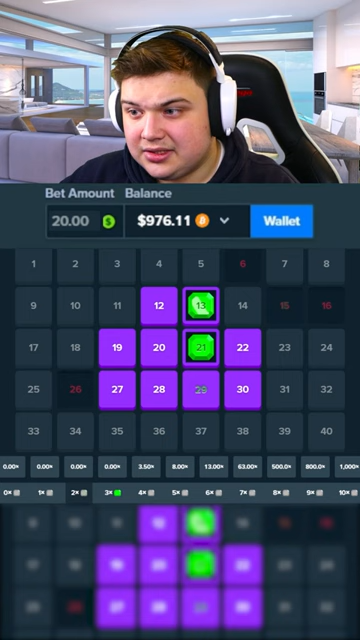 Bet Amount Balance
20.00 $ $976.11 Wallet
1 2 3 4 5 6 7 8
9 10 11 12 13 14 15 16
17 18 19 20 21 22 23 24
25 26 27 28 29 30 31 32
33 34 35 36 37 38 39 40
0.00× 0.00× 0.00× 0.00× 3.50× 8.00× 13.00× 63.00× 500.0× 800.0× 1,000×
0× 1× 2× 3× 4× 5× 6× 7× 8× 9× 10×